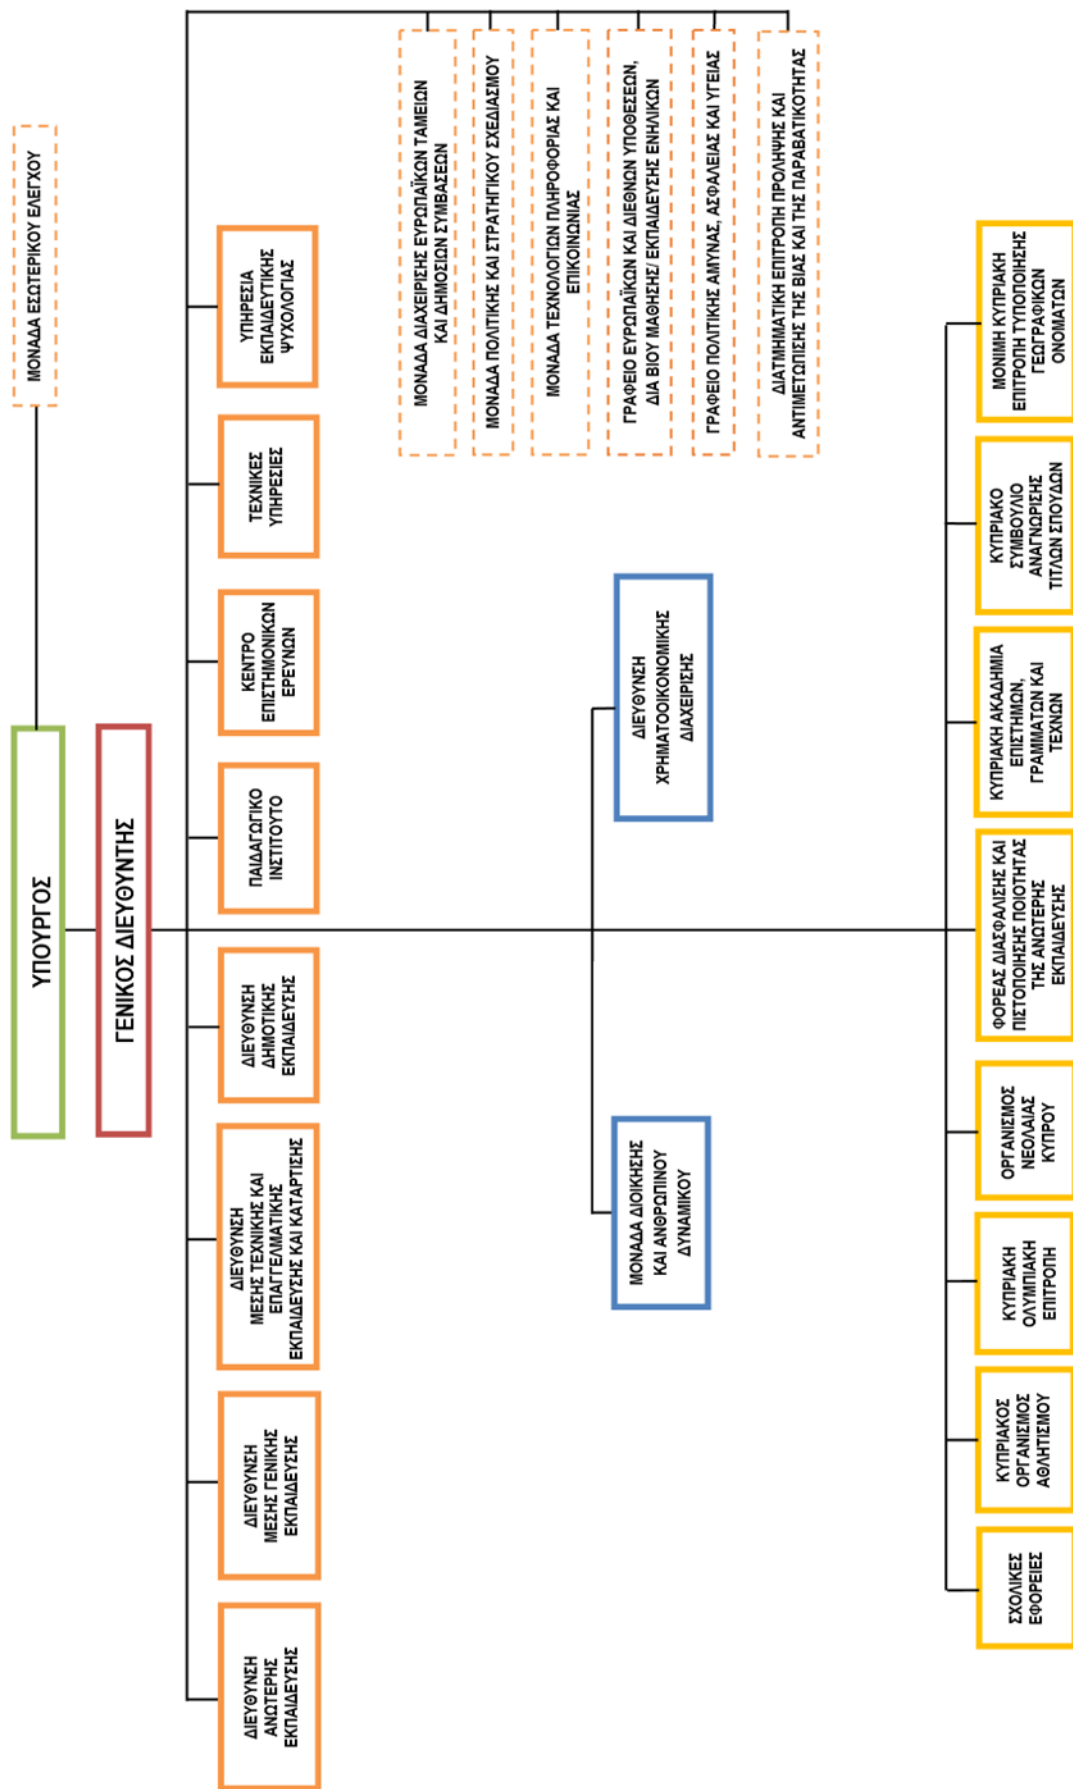 ΥΠΟΥΡΓΟΣ
ΜΟΝΑΔΑ ΕΣΩΤΕΡΙΚΟΥ ΕΛΕΓΧΟΥ
ΓΕΝΙΚΟΣ ΔΙΕΥΘΥΝΤΗΣ
ΔΙΕΥΘΥΝΣΗ
ΑΝΩΤΕΡΗΣ
ΕΚΠΑΙΔΕΥΣΗΣ
ΔΙΕΥΘΥΝΣΗ
ΜΕΣΗΣ ΓΕΝΙΚΗΣ
ΕΚΠΑΙΔΕΥΣΗΣ
ΔΙΕΥΘΥΝΣΗ
ΜΕΣΗΣ ΤΕΧΝΙΚΗΣ ΚΑΙ
ΕΠΑΓΓΕΛΜΑΤΙΚΗΣ
ΕΚΠΑΙΔΕΥΣΗΣ ΚΑΙ ΚΑΤΑΡΤΙΣΗΣ
ΔΙΕΥΘΥΝΣΗ
ΔΗΜΟΤΙΚΗΣ
ΕΚΠΑΙΔΕΥΣΗΣ
ΠΑΙΔΑΓΩΓΙΚΟ
ΙΝΣΤΙΤΟΥΤΟ
ΚΕΝΤΡΟ
ΕΠΙΣΤΗΜΟΝΙΚΩΝ
ΕΡΕΥΝΩΝ
ΤΕΧΝΙΚΕΣ
ΥΠΗΡΕΣΙΕΣ
ΥΠΗΡΕΣΙΑ
ΕΚΠΑΙΔΕΥΤΙΚΗΣ
ΨΥΧΟΛΟΓΙΑΣ
ΜΟΝΑΔΑ ΔΙΑΧΕΙΡΙΣΗΣ ΕΥΡΩΠΑΪΚΩΝ ΤΑΜΕΙΩΝ
ΚΑΙ ΔΗΜΟΣΙΩΝ ΣΥΜΒΑΣΕΩΝ
ΜΟΝΑΔΑ ΠΟΛΙΤΙΚΗΣ ΚΑΙ ΣΤΡΑΤΗΓΙΚΟΥ ΣΧΕΔΙΑΣΜΟΥ
ΜΟΝΑΔΑ ΤΕΧΝΟΛΟΓΙΩΝ ΠΛΗΡΟΦΟΡΙΑΣ ΚΑΙ
ΕΠΙΚΟΙΝΩΝΙΑΣ
ΓΡΑΦΕΙΟ ΕΥΡΩΠΑΪΚΩΝ ΚΑΙ ΔΙΕΘΝΩΝ ΥΠΟΘΕΣΕΩΝ,
ΔΙΑ ΒΙΟΥ ΜΑΘΗΣΗΣ/ ΕΚΠΑΙΔΕΥΣΗΣ ΕΝΗΛΙΚΩΝ
ΓΡΑΦΕΙΟ ΠΟΛΙΤΙΚΗΣ ΑΜΥΝΑΣ, ΑΣΦΑΛΕΙΑΣ ΚΑΙ ΥΓΕΙΑΣ
ΔΙΑΤΜΗΜΑΤΙΚΗ ΕΠΙΤΡΟΠΗ ΠΡΟΛΗΨΗΣ ΚΑΙ
ΑΝΤΙΜΕΤΩΠΙΣΗΣ ΤΗΣ ΒΙΑΣ ΚΑΙ ΤΗΣ ΠΑΡΑΒΑΤΙΚΟΤΗΤΑΣ
ΜΟΝΑΔΑ ΔΙΟΙΚΗΣΗΣ
ΚΑΙ ΑΝΘΡΩΠΙΝΟΥ
ΔΥΝΑΜΙΚΟΥ
ΔΙΕΥΘΥΝΣΗ
ΧΡΗΜΑΤΟΟΙΚΟΝΟΜΙΚΗΣ
ΔΙΑΧΕΙΡΙΣΗΣ
ΣΧΟΛΙΚΕΣ
ΕΦΟΡΕΙΕΣ
ΚΥΠΡΙΑΚΟΣ
ΟΡΓΑΝΙΣΜΟΣ
ΑΘΛΗΤΙΣΜΟΥ
ΚΥΠΡΙΑΚΗ
ΟΛΥΜΠΙΑΚΗ
ΕΠΙΤΡΟΠΗ
ΟΡΓΑΝΙΣΜΟΣ
ΝΕΟΛΑΙΑΣ
ΚΥΠΡΟΥ
ΦΟΡΕΑΣ ΔΙΑΣΦΑΛΙΣΗΣ ΚΑΙ
ΠΙΣΤΟΠΟΙΗΣΗΣ ΠΟΙΟΤΗΤΑΣ
ΤΗΣ ΑΝΩΤΕΡΗΣ
ΕΚΠΑΙΔΕΥΣΗΣ
ΚΥΠΡΙΑΚΗ ΑΚΑΔΗΜΙΑ
ΕΠΙΣΤΗΜΩΝ,
ΓΡΑΜΜΑΤΩΝ ΚΑΙ
ΤΕΧΝΩΝ
ΚΥΠΡΙΑΚΟ
ΣΥΜΒΟΥΛΙΟ
ΑΝΑΓΝΩΡΙΣΗΣ
ΤΙΤΛΩΝ ΣΠΟΥΔΩΝ
ΜΟΝΙΜΗ ΚΥΠΡΙΑΚΗ
ΕΠΙΤΡΟΠΗ ΤΥΠΟΠΟΙΗΣΗΣ
ΓΕΩΓΡΑΦΙΚΩΝ
ΟΝΟΜΑΤΩΝ